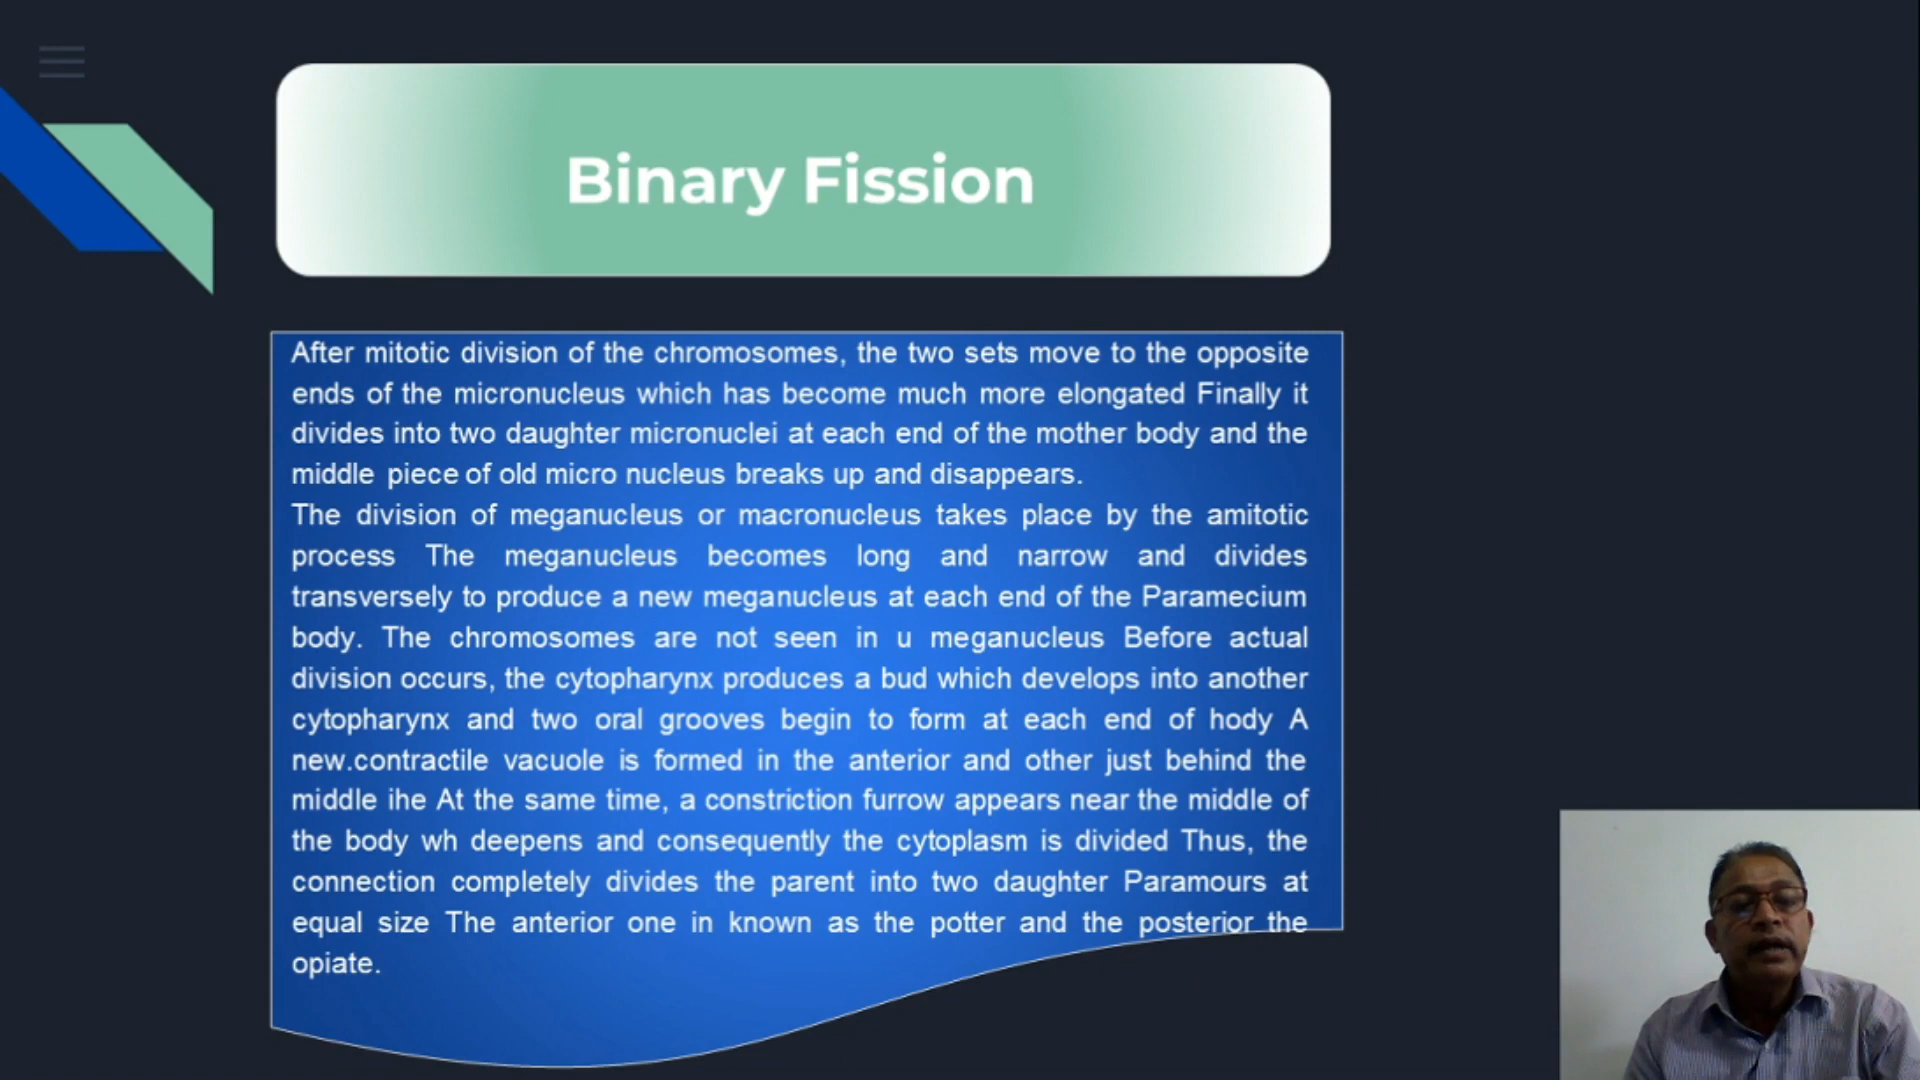 Binary Fission
After mitotic division of the chromosomes, the two sets move to the opposite
ends of the micronucleus which has become much more elongated Finally it
divides into two daughter micronuclei at each end of the mother body and the
middle piece of old micro nucleus breaks up and disappears.
The division of meganucleus or macronucleus takes place by the amitotic
process The meganucleus becomes long and narrow and divides
transversely to produce a new meganucleus at each end of the Paramecium
body. The chromosomes are not seen in u meganucleus Before actual
division occurs, the cytopharynx produces a bud which develops into another
cytopharynx and two oral grooves begin to form at each end of hody A
new.contractile vacuole is formed in the anterior and other just behind the
middle ihe At the same time, a constriction furrow appears near the middle of
the body wh deepens and consequently the cytoplasm is divided Thus, the
connection completely divides the parent into two daughter Paramours at
equal size The anterior one in known as the potter and the posterior the
opiate.